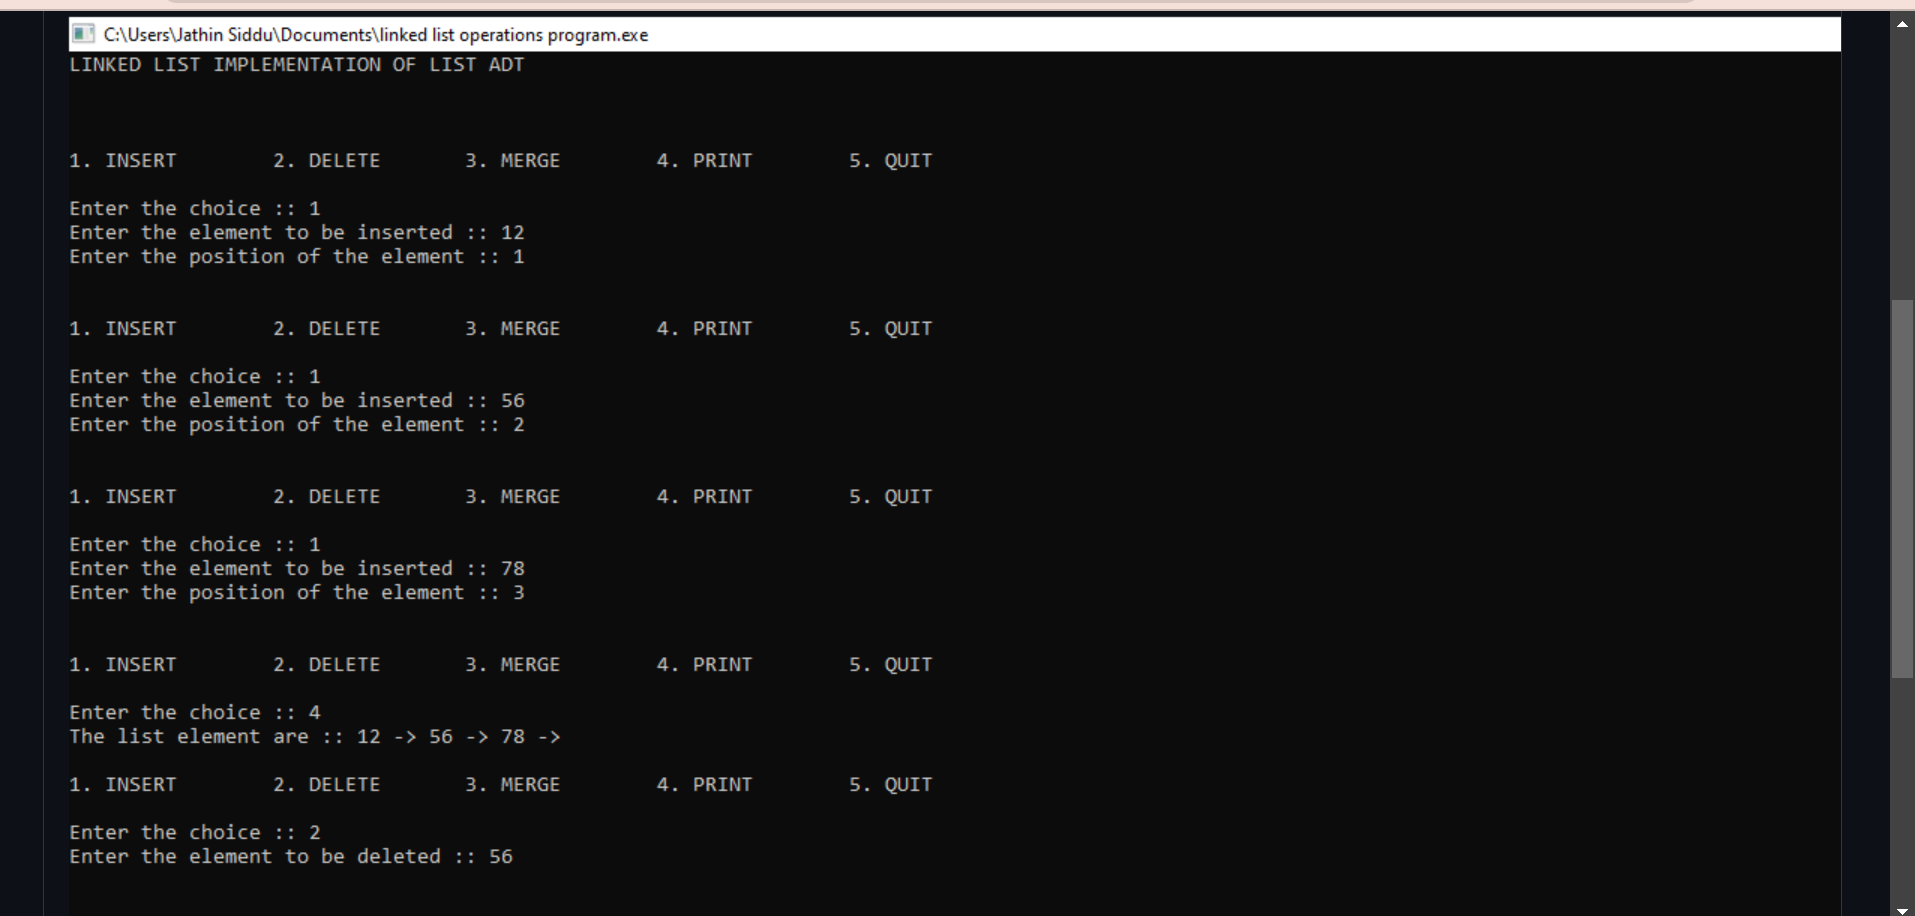 C:\Users\Jathin Siddu\Documents\linked list operations program.exe
LINKED LIST IMPLEMENTATION OF LIST ADT
1. INSERT 2. DELETE 3. MERGE 4. PRINT 5. QUIT
Enter the choice :: 1
Enter the element to be inserted :: 12
Enter the position of the element :: 1
1. INSERT 2. DELETE 3. MERGE 4. PRINT 5. QUIT
Enter the choice :: 1
Enter the element to be inserted :: 56
Enter the position of the element :: 2
1. INSERT 2. DELETE 3. MERGE 4. PRINT 5. QUIT
Enter the choice :: 1
Enter the element to be inserted :: 78
Enter the position of the element :: 3
1. INSERT 2. DELETE 3. MERGE 4. PRINT 5. QUIT
Enter the choice :: 4
The list element are :: 12 -> 56 -> 78 ->
1. INSERT 2. DELETE 3. MERGE 4. PRINT 5. QUIT
Enter the choice :: 2
Enter the element to be deleted :: 56